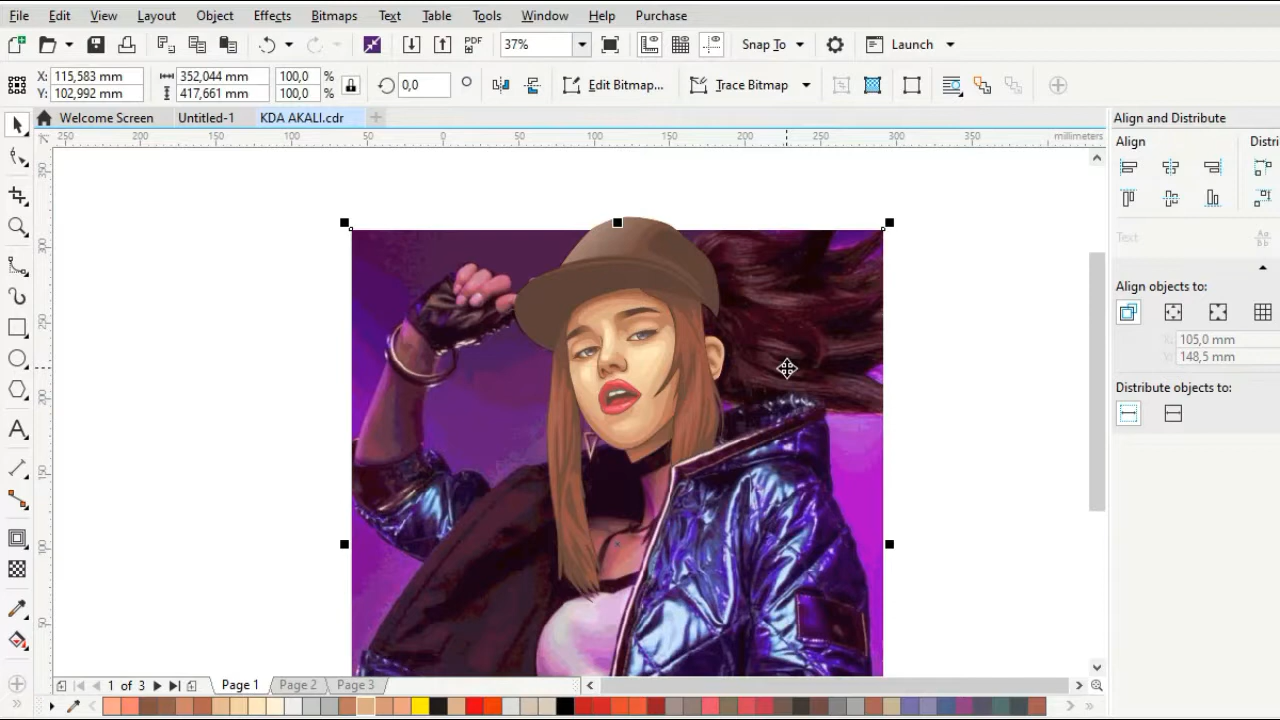 File Edit View Layout Object Effects Bitmaps Text Table Tools Window Help Purchase
PDF 37% Snap To Launch
X: 115,583 mm 352,044 mm 100,0 % 0,0 Edit Bitmap... Trace Bitmap
Y: 102,992 mm 417,661 mm 100,0 %
Welcome Screen Untitled-1 KDA AKALI.cdr Align and Distribute
250 200 150 100 50 0 50 100 150 200 250 300 350 millimeters
Align Distri
Text
Align objects to:
X: 105,0 mm
Y: 148,5 mm
Distribute objects to:
1 of 3 Page 1 Page 2 Page 3